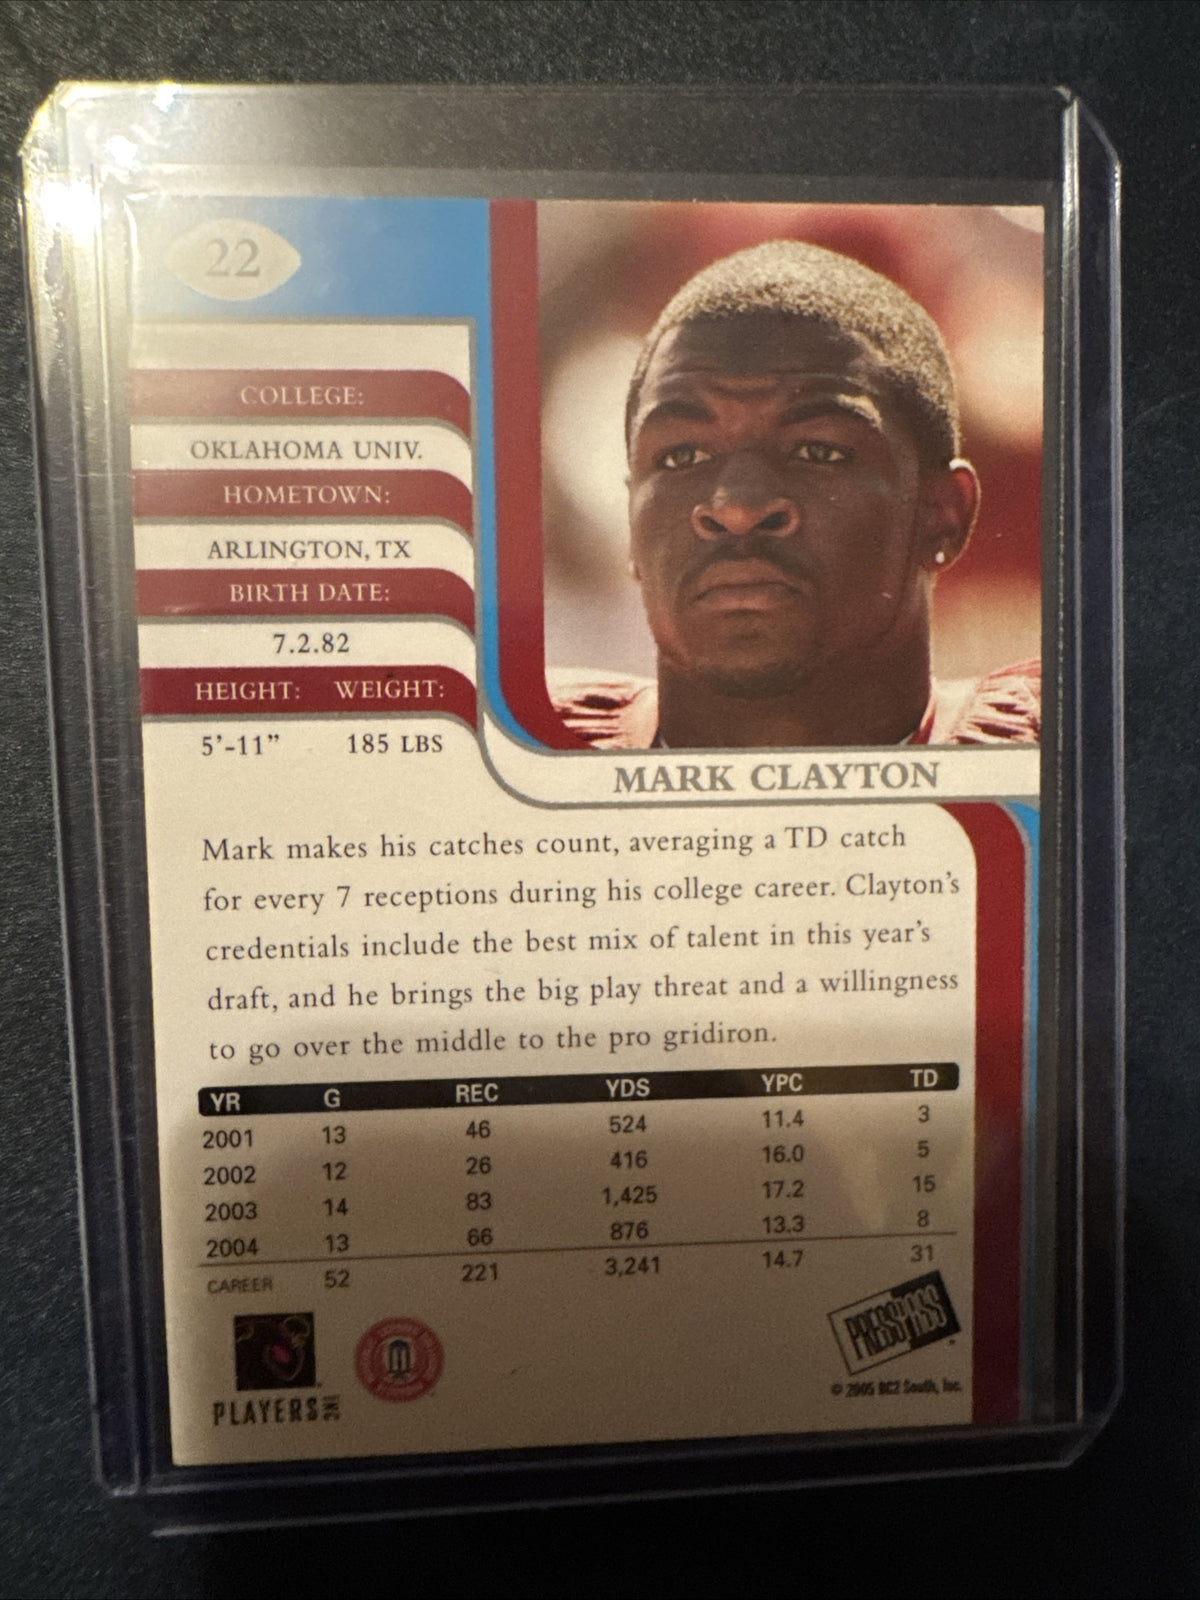 22
COLLEGE:
OKLAHOMA UNIV.
HOMETOWN:
ARLINGTON, TX
BIRTH DATE:
7.2.82
HEIGHT: WEIGHT:
5'-11" 185 LBS
MARK CLAYTON
Mark makes his catches count, averaging a TD catch
for every 7 receptions during his college career. Clayton's
credentials include the best mix of talent in this year's
draft, and he brings the big play threat and a willingness
to go over the middle to the pro gridiron.
YR G REC YDS YPC TD
2001 13 46 524 11.4 3
2002 12 26 416 16.0 5
2003 14 83 1,425 17.2 15
2004 13 66 876 13.3 8
CAREER 52 221 3,241 14.7 31
PLAYERS INC
PRESS PASS
© 2005 RC2 South, Inc.